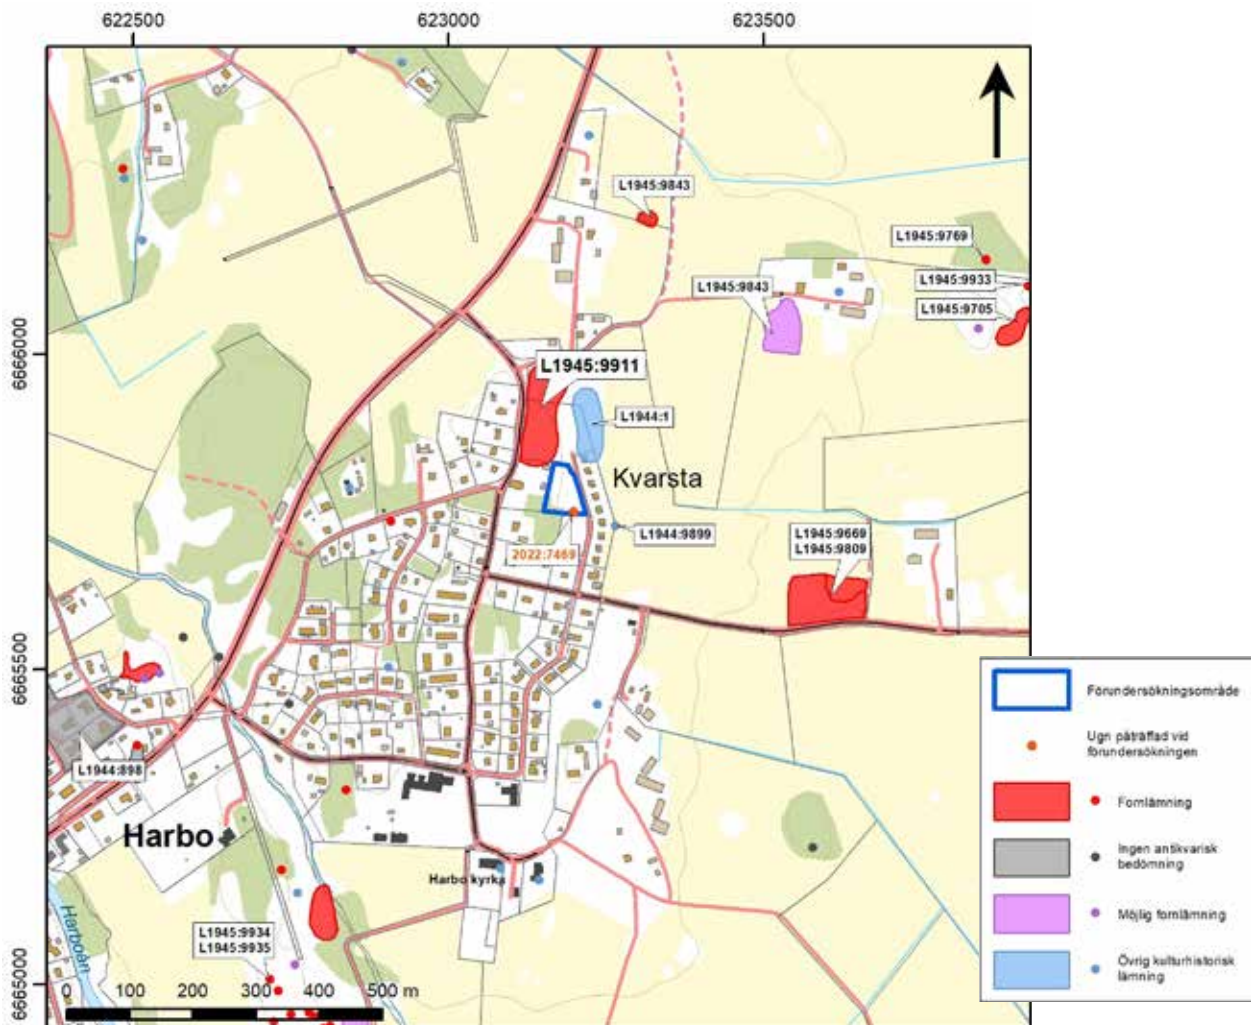 622500
623000
623500
L1945:9843
L1945:9769
L1945:9933
L1945:9705
L1945:9843
6666000
L1945:9911
L1944:1
Kvarsta
L1944:9899
2022:7469
L1945:9669
L1945:9809
6665500
L1944:898
Harbo
Harbo kyrka
L1945:9934
L1945:9935
Harboån
6665000
0 100 200 300 400 500 m
Förundersökningsområde
Ugn påträffad vid
förundersökningen
Fornlämning
Ingen antikvarisk
bedömning
Möjlig fornlämning
Övrig kulturhistorisk
lämning